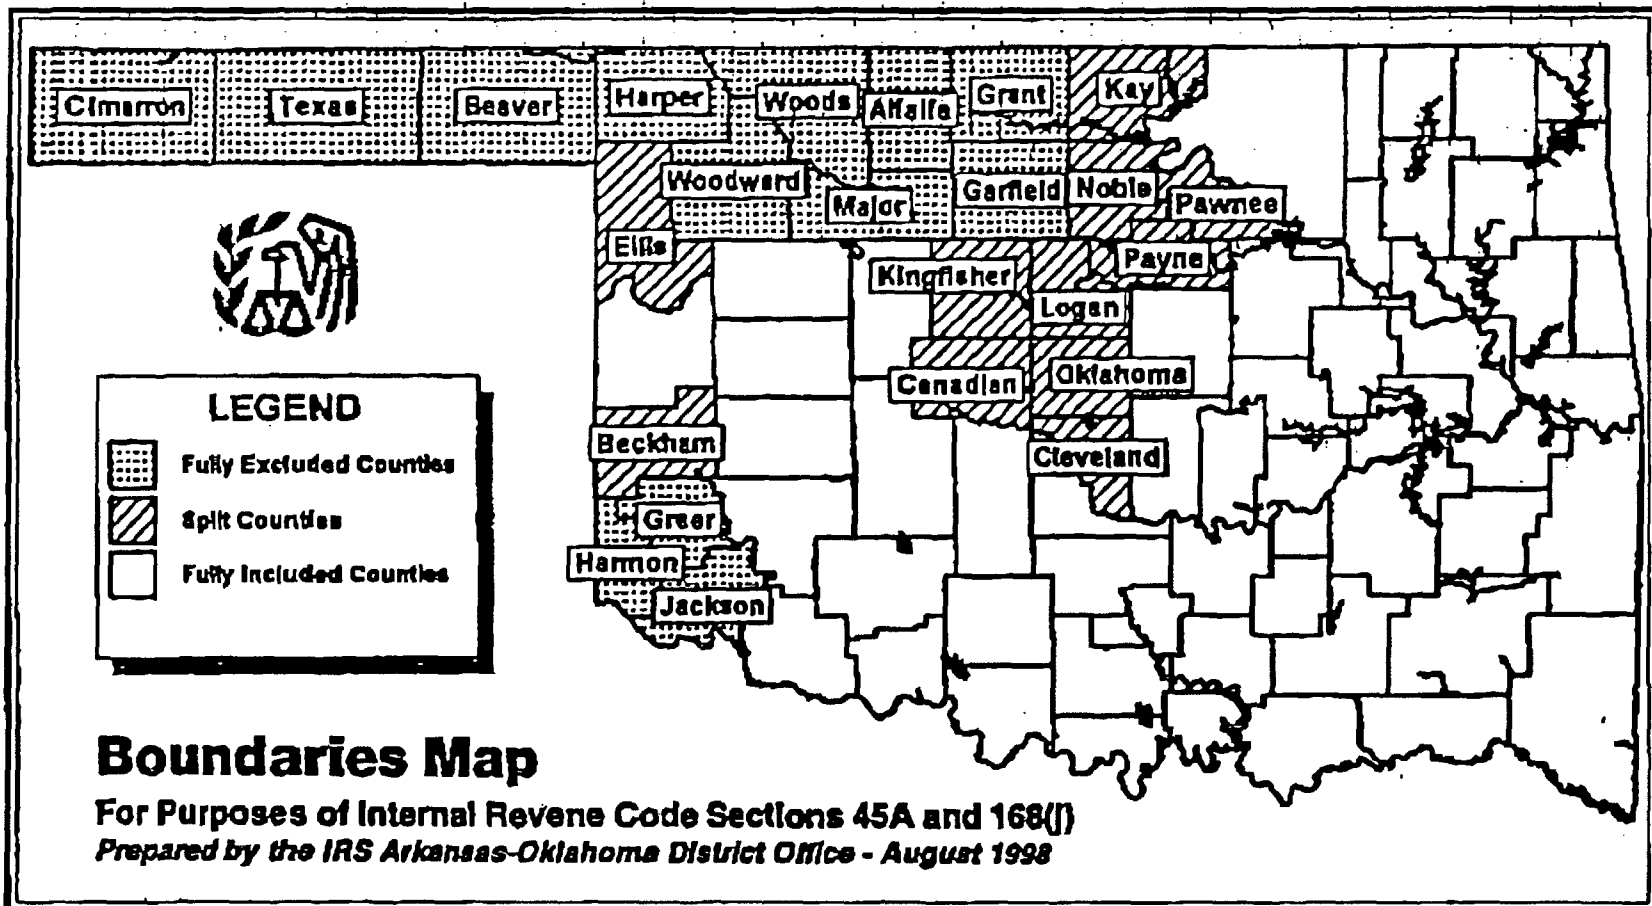 Cimarron
Texas
Beaver
Harper
Woods
Alfalfa
Grant
Kay
Woodward
Major
Garfield
Noble
Pawnee
Ellis
Kingfisher
Payne
Logan
Canadian
Oklahoma
Beckham
Cleveland
Greer
Harmon
Jackson
LEGEND
Fully Excluded Counties
Split Counties
Fully Included Counties
Boundaries Map
For Purposes of Internal Revene Code Sections 45A and 168(j)
Prepared by the IRS Arkansas-Oklahoma District Office - August 1998